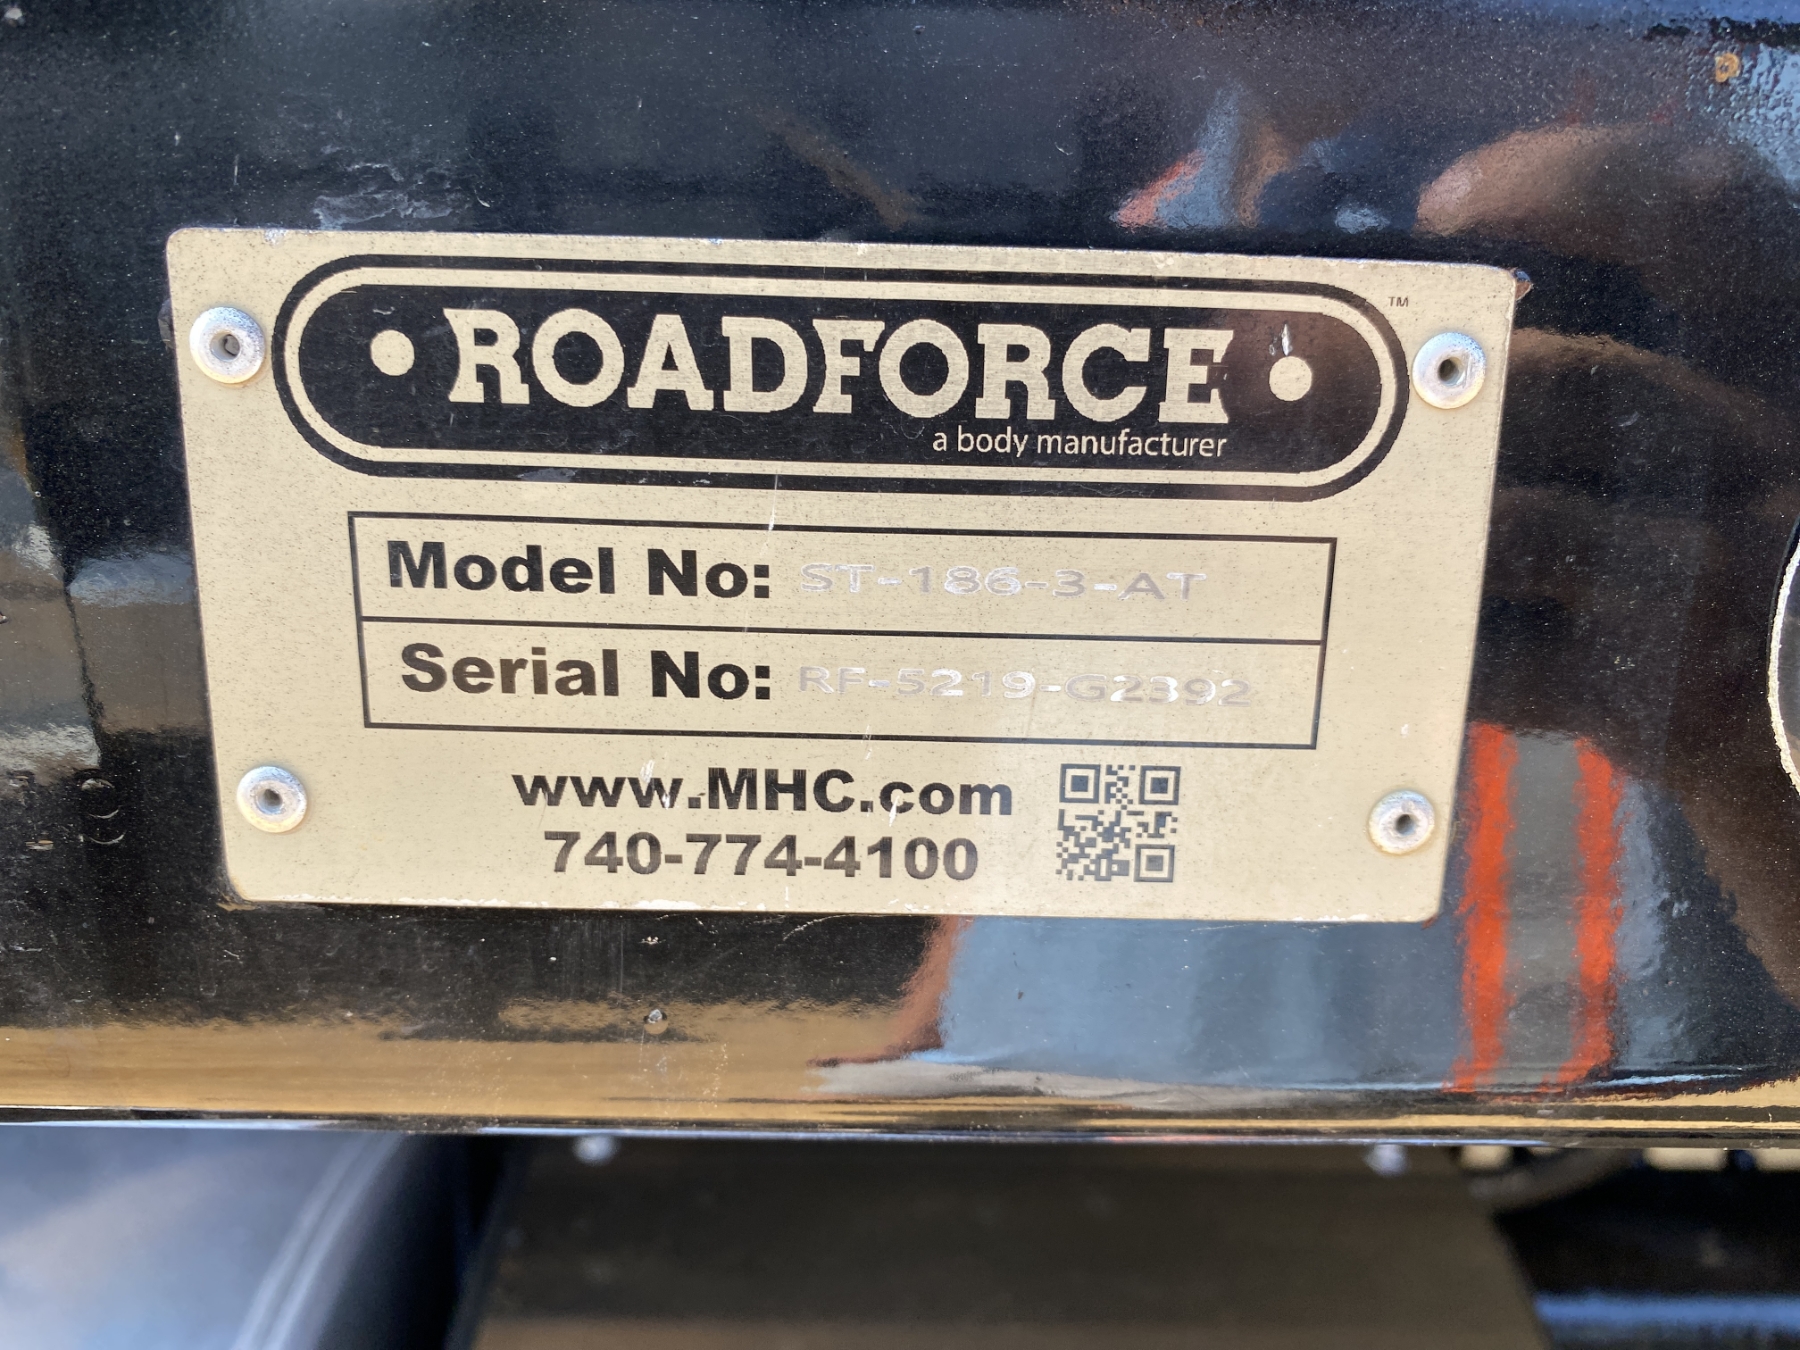 ROADFORCE
™
a body manufacturer
Model No: ST-186-3-AT
Serial No: RF-5219-G2392
www.MHC.com
740-774-4100